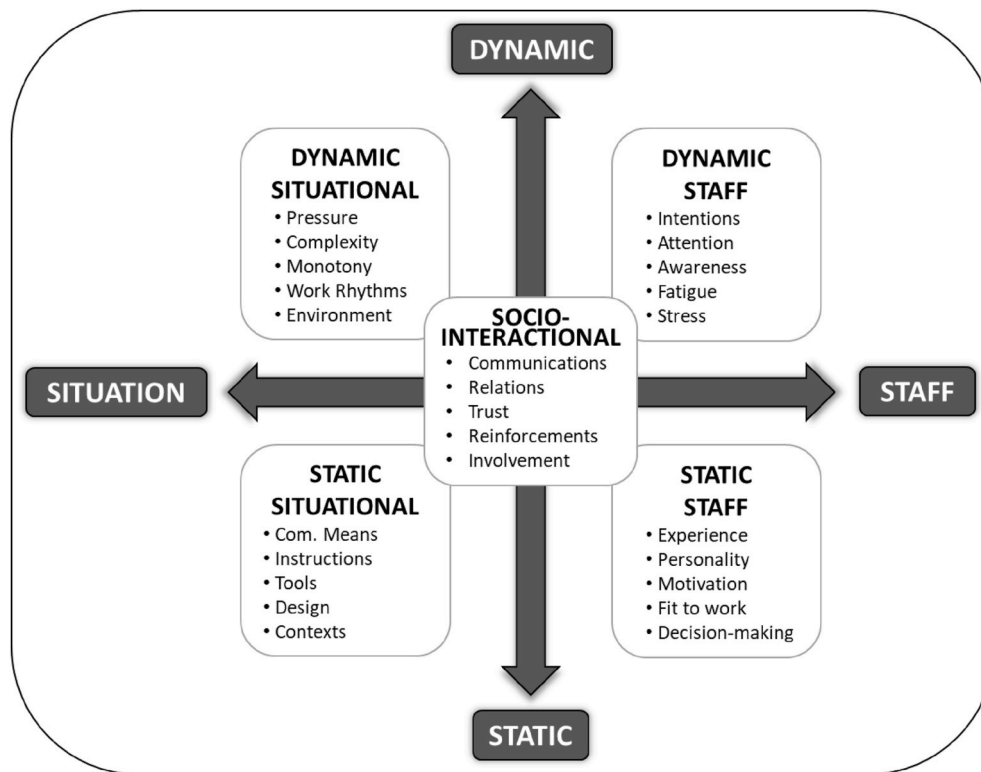 DYNAMIC
DYNAMIC
SITUATIONAL
• Pressure
• Complexity
• Monotony
• Work Rhythms
• Environment
DYNAMIC
STAFF
• Intentions
• Attention
• Awareness
• Fatigue
• Stress
SITUATION
SOCIO-
INTERACTIONAL
• Communications
• Relations
• Trust
• Reinforcements
• Involvement
STAFF
STATIC
SITUATIONAL
• Com. Means
• Instructions
• Tools
• Design
• Contexts
STATIC
STAFF
• Experience
• Personality
• Motivation
• Fit to work
• Decision-making
STATIC